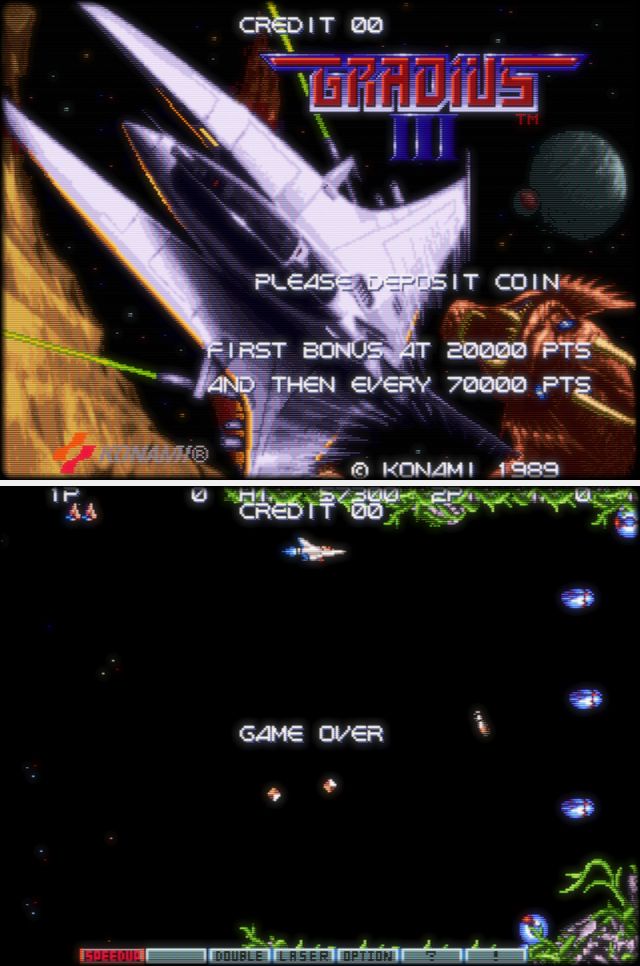 CREDIT 00
GRADIUS
III
TM
PLEASE DEPOSIT COIN
FIRST BONUS AT 20000 PTS
AND THEN EVERY 70000 PTS
KONAMI®
© KONAMI 1989
1P 0 HI 57300 2P 0
CREDIT 00
GAME OVER
SPEEDUP DOUBLE LASER OPTION ? !